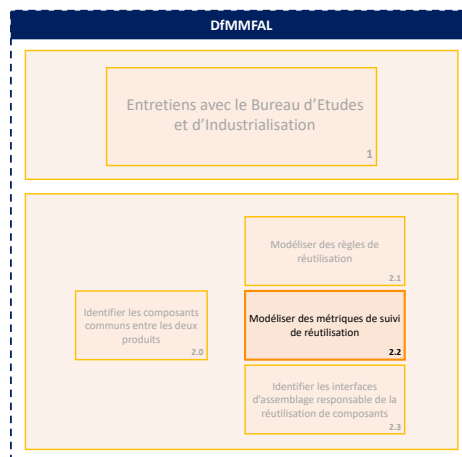 DfMMFAL
Entretiens avec le Bureau d'Etudes
et d'Industrialisation
1
Modéliser des règles de
réutilisation
2.1
Identifier les composants
communs entre les deux
produits
2.0
Modéliser des métriques de suivi
de réutilisation
2.2
Identifier les interfaces
d'assemblage responsable de la
réutilisation de composants
2.3